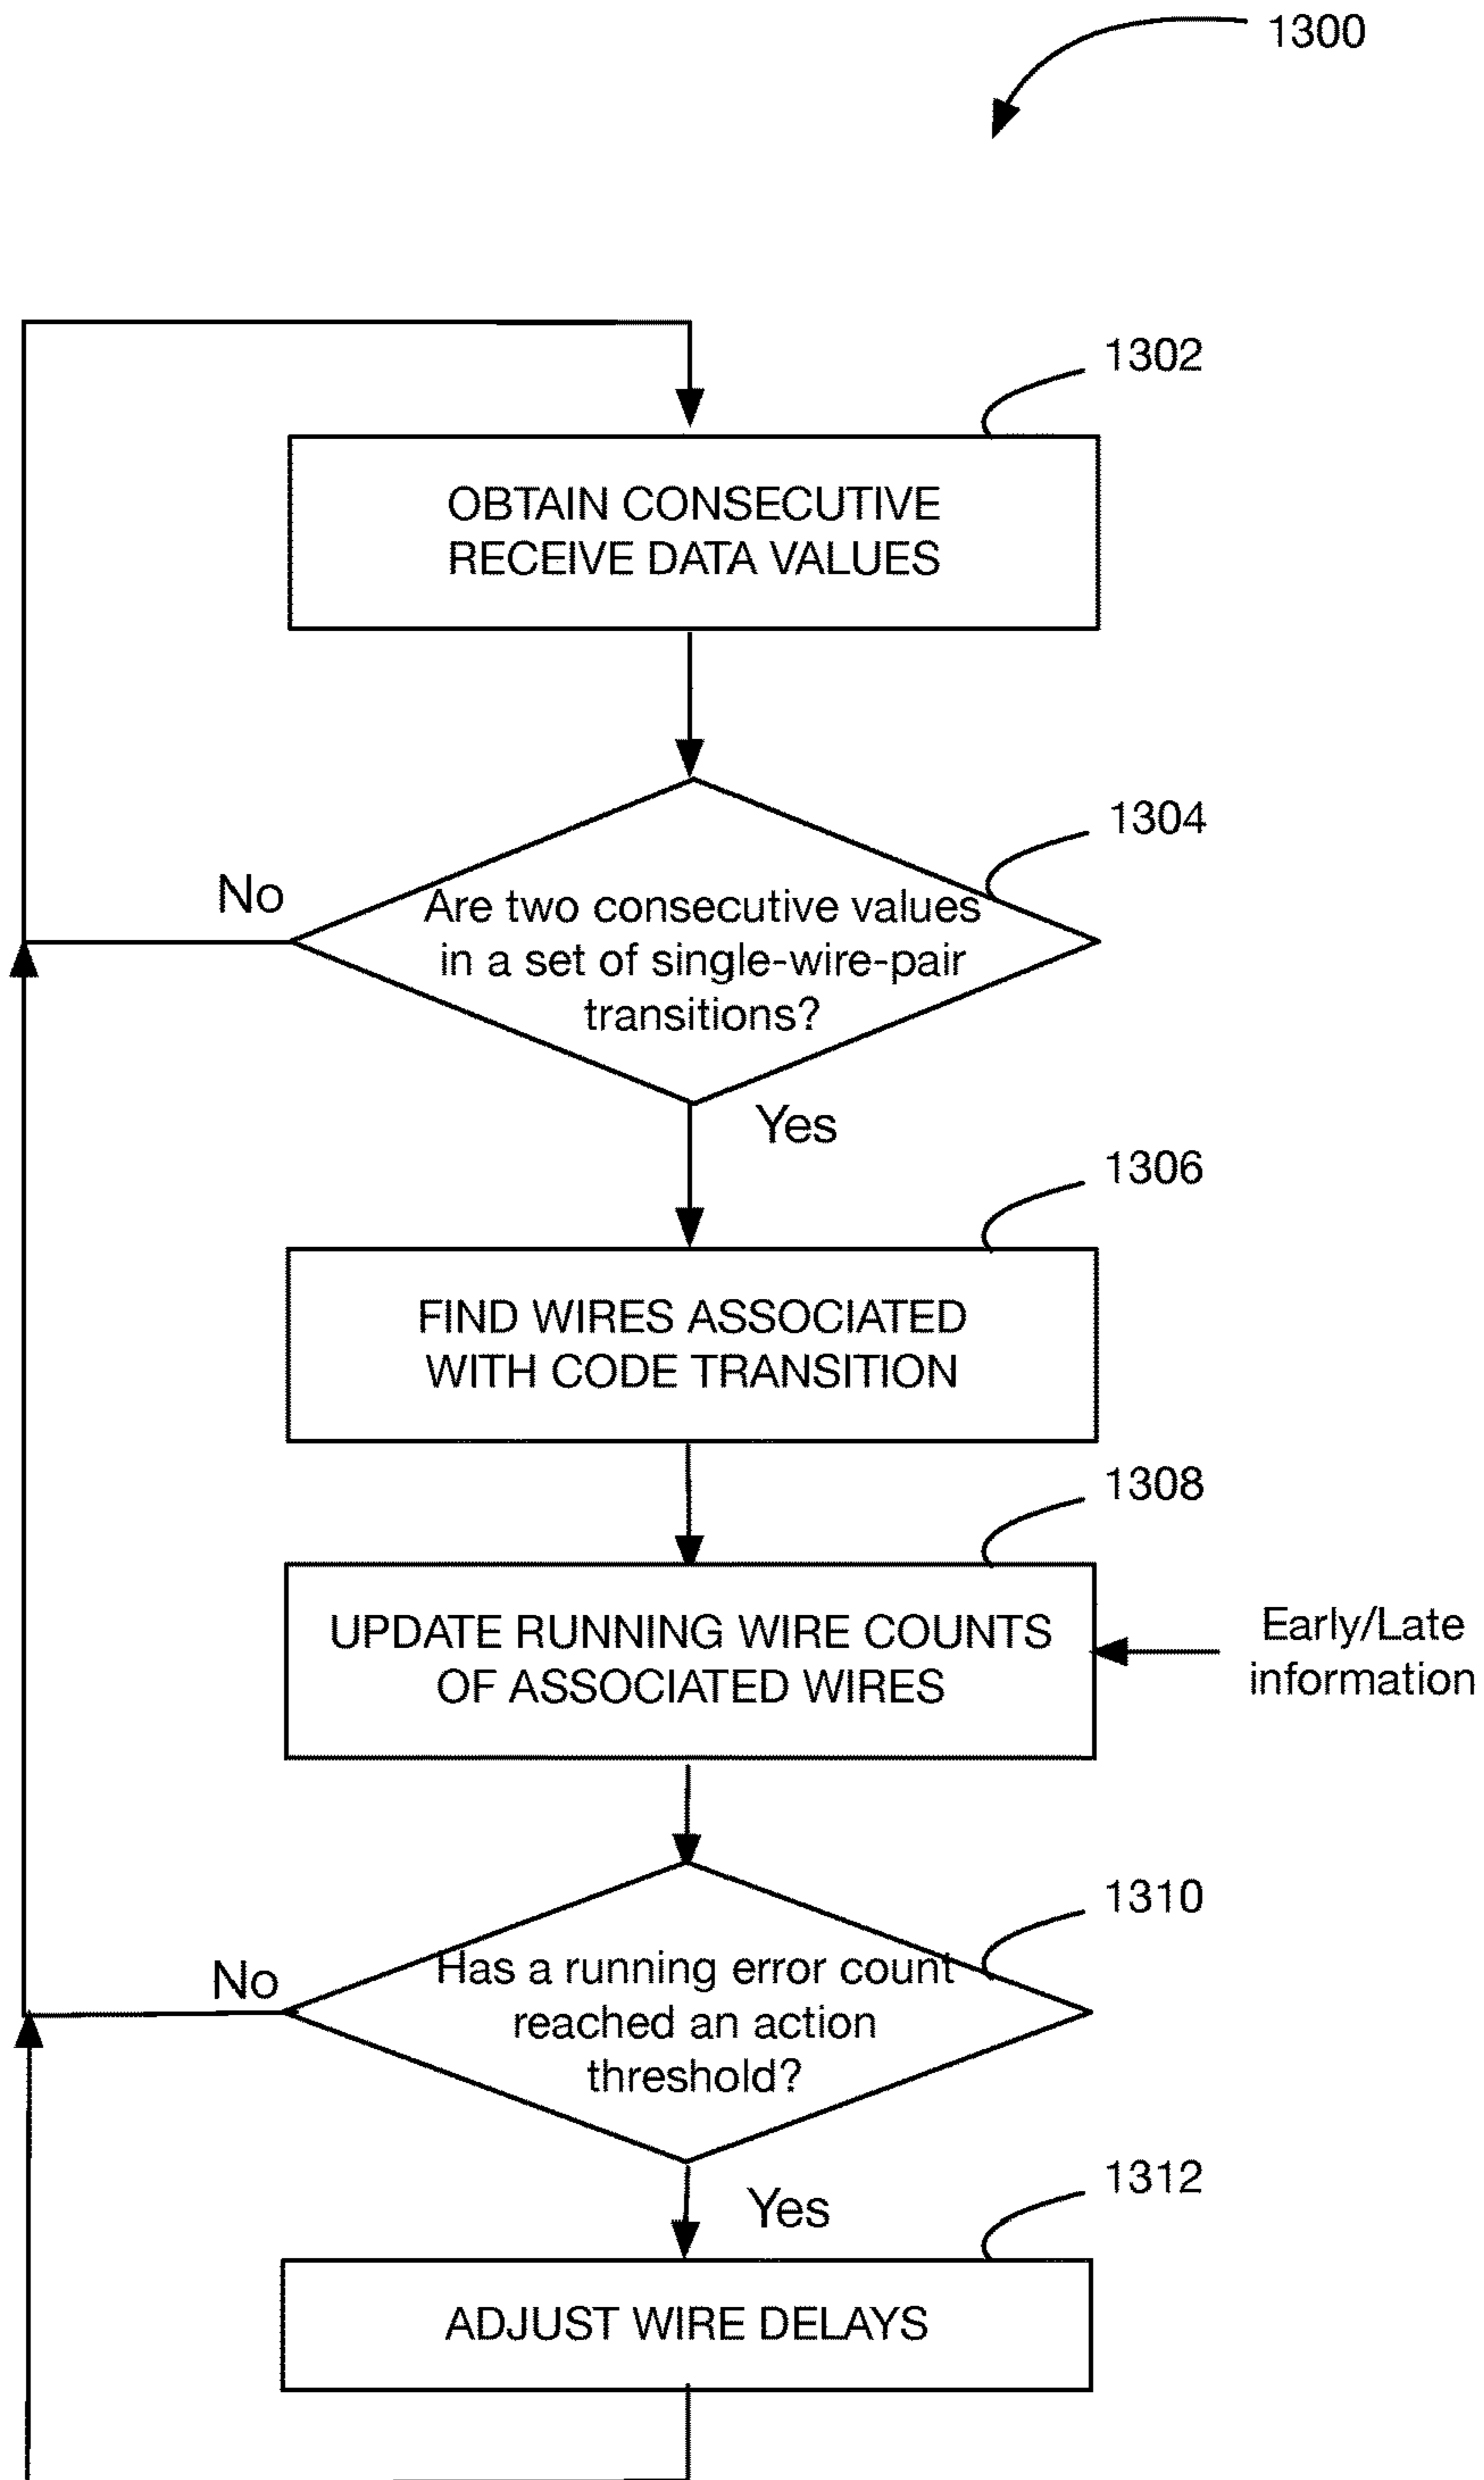 1300
1302
OBTAIN CONSECUTIVE
RECEIVE DATA VALUES
1304
No
Are two consecutive values
in a set of single-wire-pair
transitions?
Yes
1306
FIND WIRES ASSOCIATED
WITH CODE TRANSITION
1308
UPDATE RUNNING WIRE COUNTS
OF ASSOCIATED WIRES
Early/Late
information
1310
No
Has a running error count
reached an action
threshold?
Yes
1312
ADJUST WIRE DELAYS